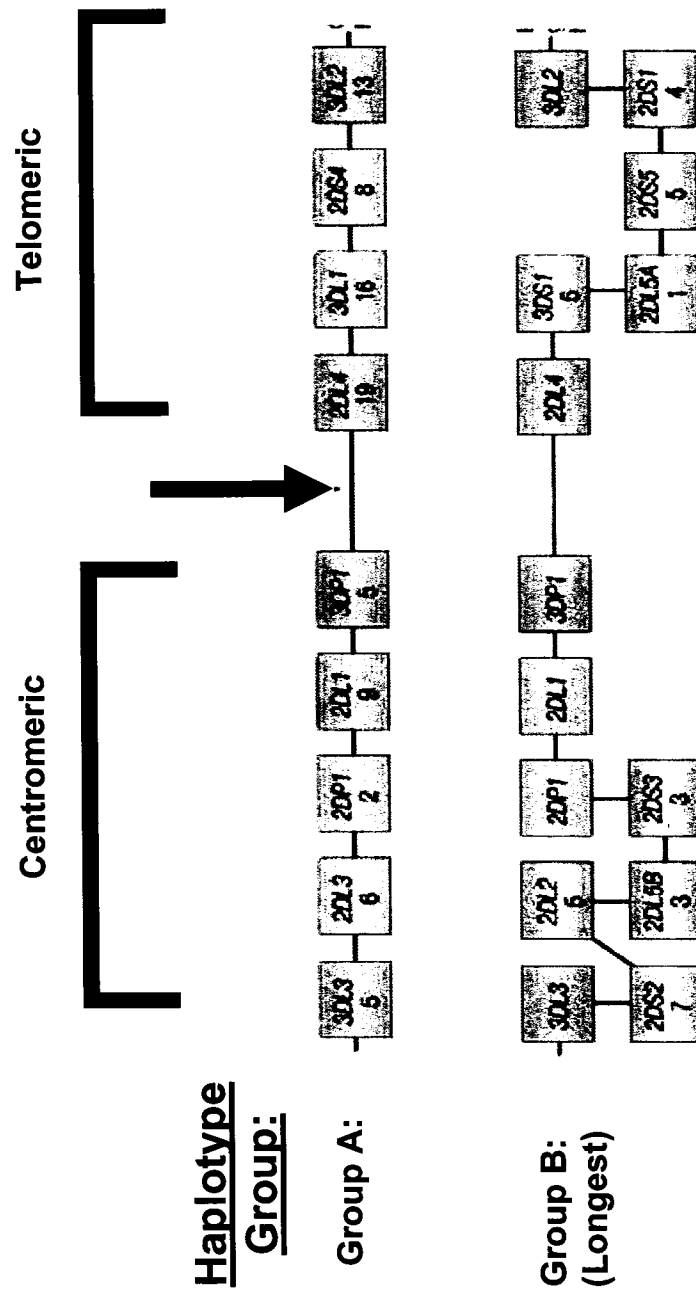 Centromeric
Telomeric
Haplotype
Group:
Group A:
3DL3
5
2DL3
6
2DP1
2
2DL1
9
3DP1
5
2DL4
19
3DL1
16
2DS4
8
3DL2
13
Group B:
(Longest)
3DL3
2DL2
5
2DP1
2DL1
3DP1
2DL4
3DS1
6
3DL2
2DS2
7
2DL5B
3
2DS3
3
2DL5A
1
2DS5
5
2DS1
4